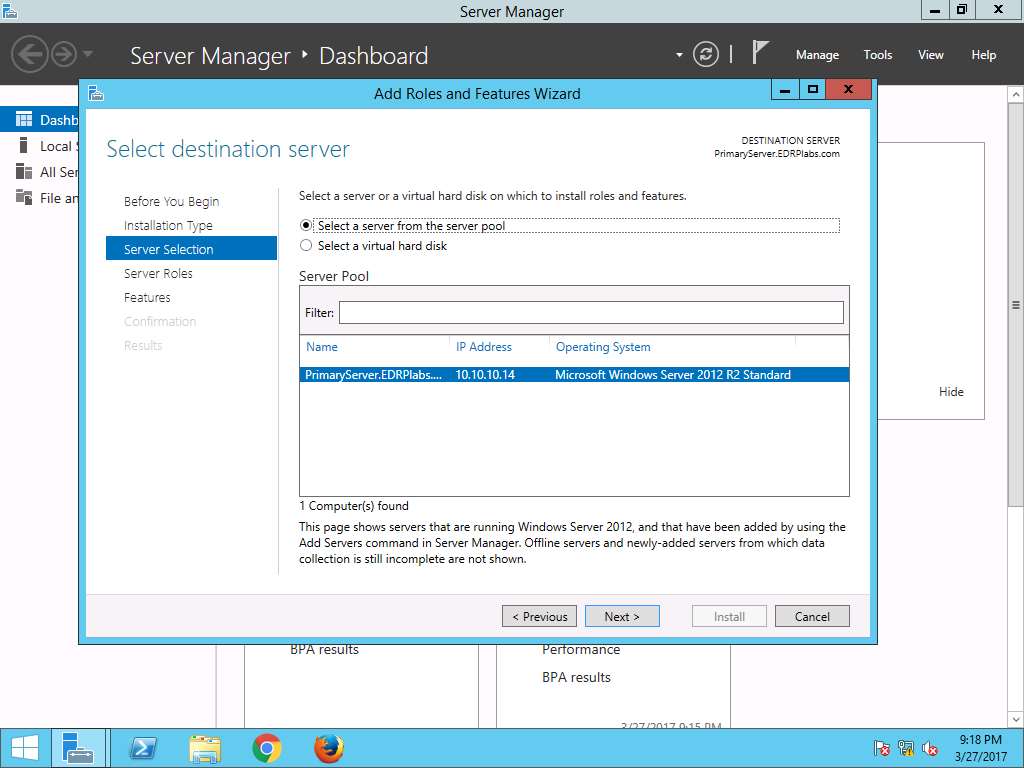 Server Manager
Server Manager • Dashboard
Manage Tools View Help
Add Roles and Features Wizard
Dashb
Local S
All Ser
File an
Select destination server
DESTINATION SERVER
PrimaryServer.EDRPlabs.com
Before You Begin
Installation Type
Server Selection
Server Roles
Features
Confirmation
Results
Select a server or a virtual hard disk on which to install roles and features.
Select a server from the server pool
Select a virtual hard disk
Server Pool
Filter:
Name IP Address Operating System
PrimaryServer.EDRPlabs.... 10.10.10.14 Microsoft Windows Server 2012 R2 Standard
1 Computer(s) found
This page shows servers that are running Windows Server 2012, and that have been added by using the
Add Servers command in Server Manager. Offline servers and newly-added servers from which data
collection is still incomplete are not shown.
< Previous Next > Install Cancel
Hide
BPA results
Performance
BPA results
3/27/2017 9:15 PM
9:18 PM
3/27/2017